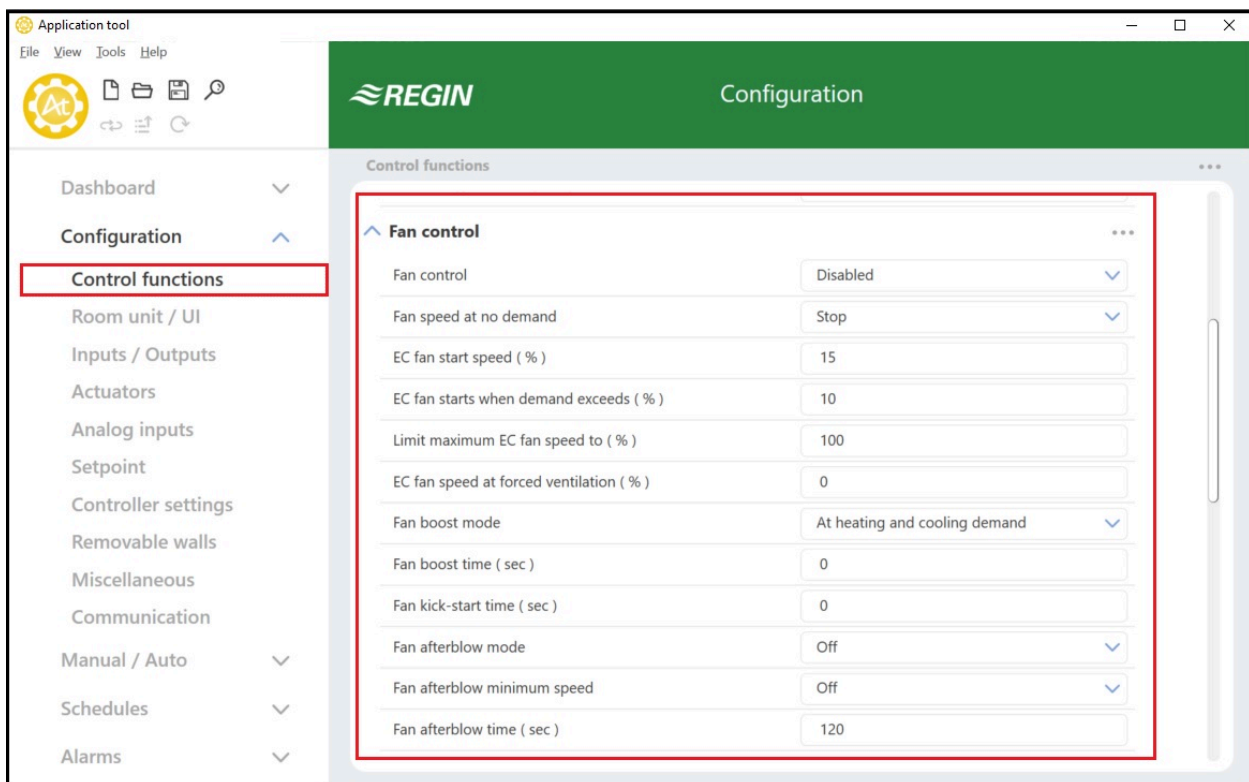 Application tool
File View Tools Help
At
REGIN
Configuration
Control functions
Dashboard
Configuration
Control functions
Room unit / UI
Inputs / Outputs
Actuators
Analog inputs
Setpoint
Controller settings
Removable walls
Miscellaneous
Communication
Manual / Auto
Schedules
Alarms
Fan control
Fan control Disabled
Fan speed at no demand Stop
EC fan start speed ( % ) 15
EC fan starts when demand exceeds ( % ) 10
Limit maximum EC fan speed to ( % ) 100
EC fan speed at forced ventilation ( % ) 0
Fan boost mode At heating and cooling demand
Fan boost time ( sec ) 0
Fan kick-start time ( sec ) 0
Fan afterblow mode Off
Fan afterblow minimum speed Off
Fan afterblow time ( sec ) 120